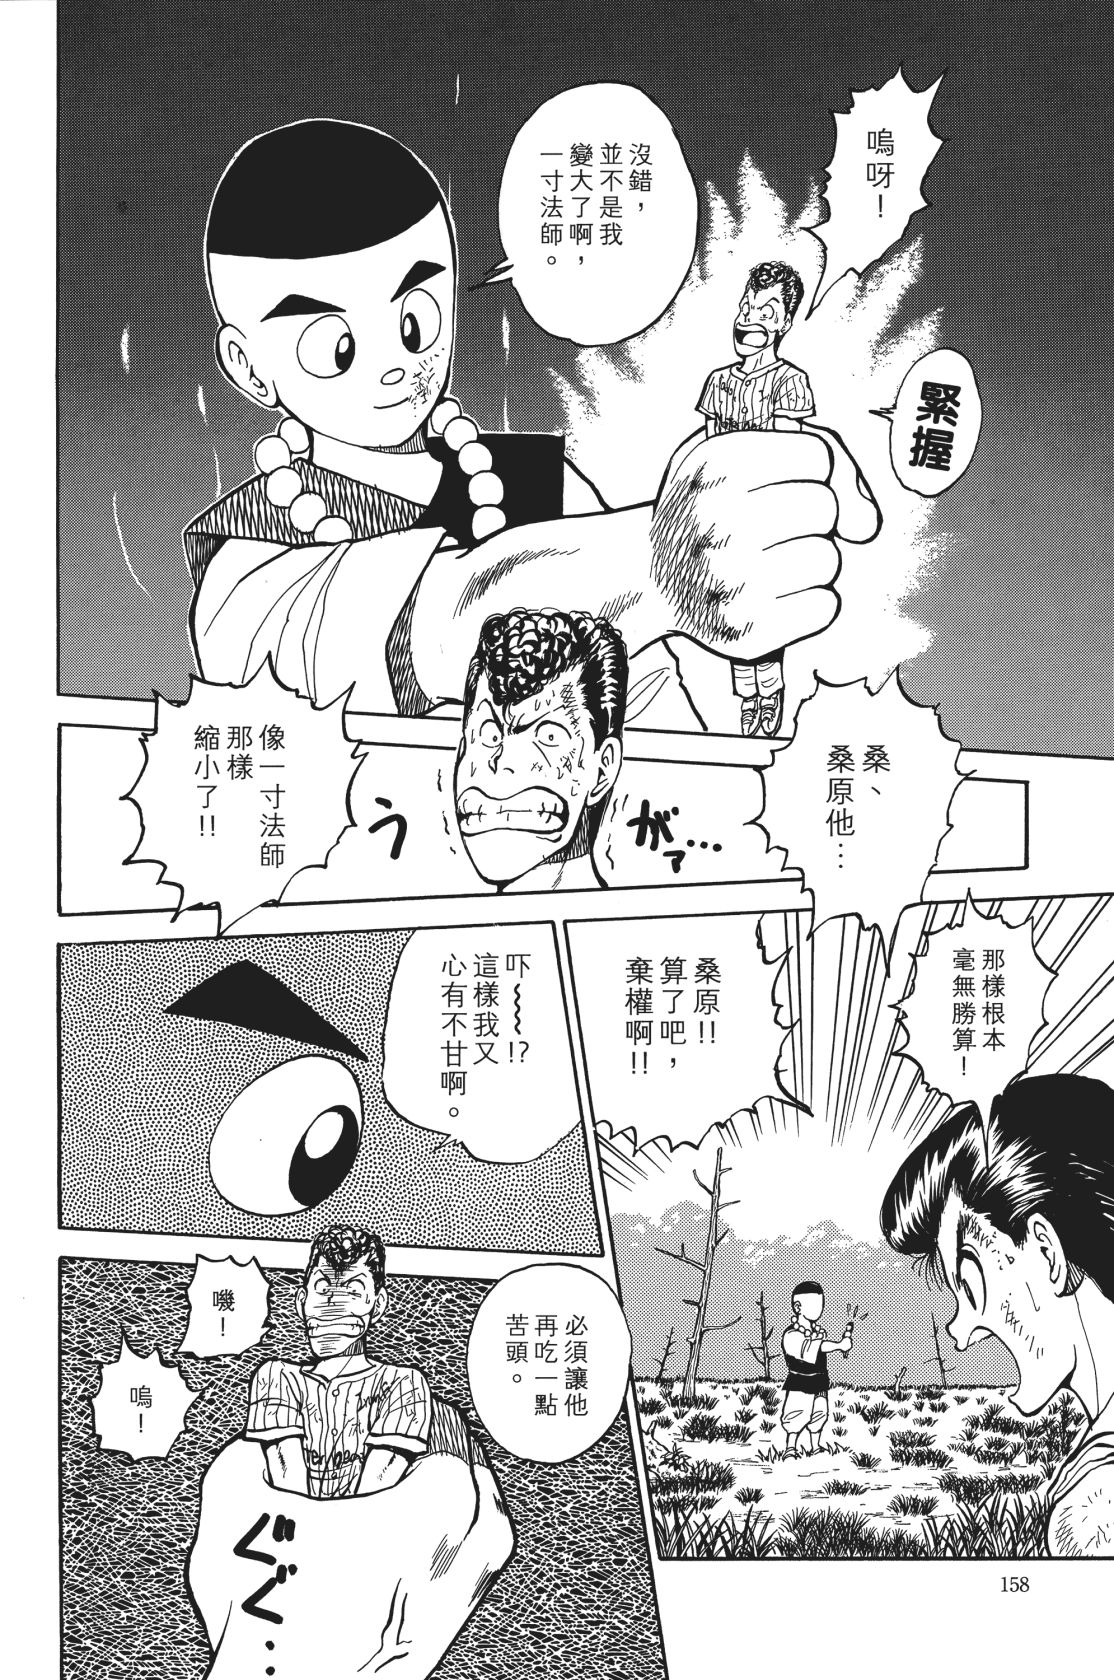 嗚呀！
沒錯，
並不是我
變大了啊，
一寸法師。
緊握
桑、
桑原他…
が
ァ…
う
像一寸法師
那樣
縮小了!!
那樣根本
毫無勝算！
桑原!!
算了吧，
棄權啊!!
吓～～!?
這樣我又
心有不甘啊。
必須讓他
再吃一點
苦頭。
嘰！
嗚！
ぐぐ…
158